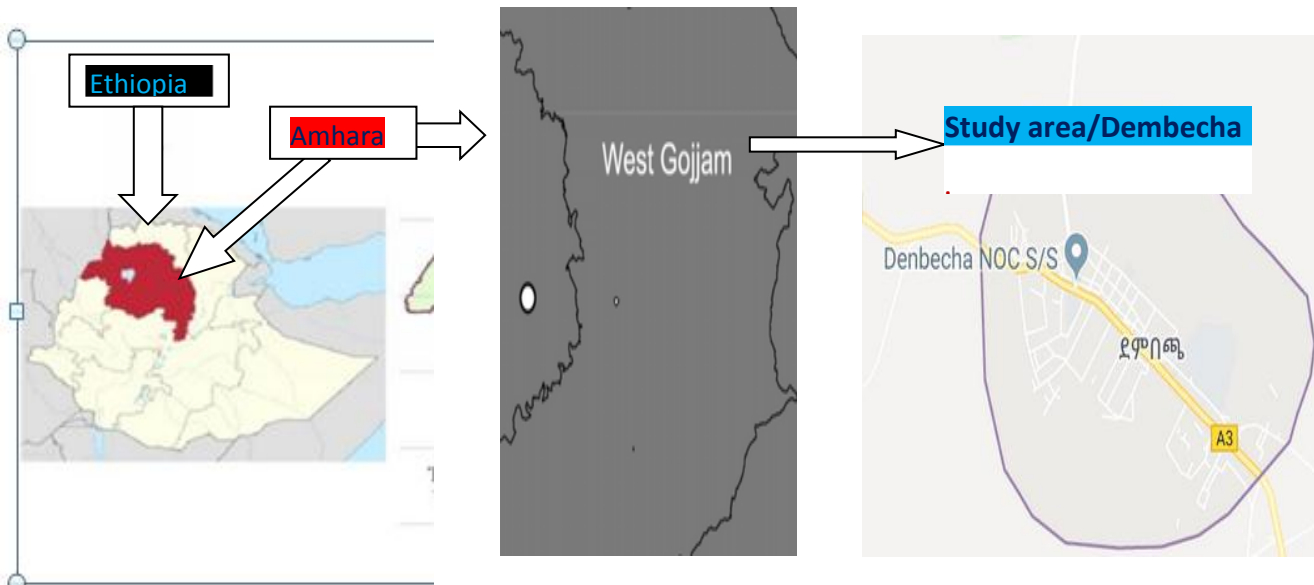 Ethiopia
Amhara
West Gojjam
Study area/Dembecha
Denbecha NOC S/S
ደምበጫ
A3